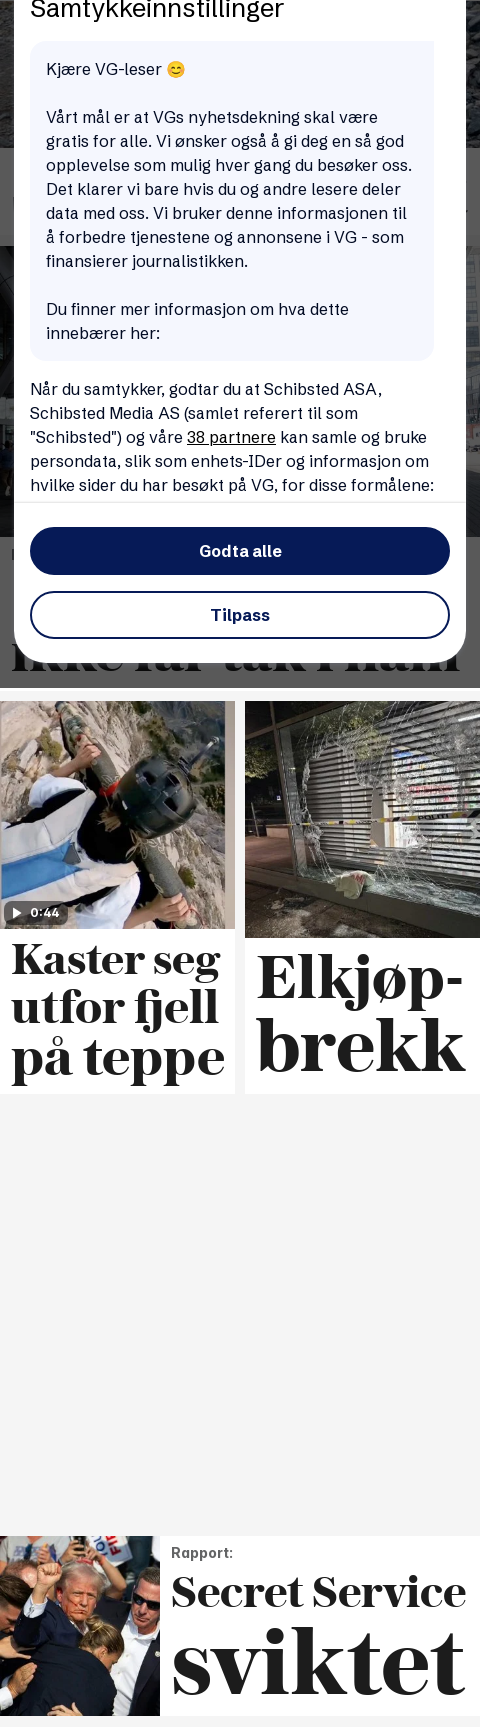 Samtykkeinnstillinger
Kjære VG-leser 😊
Vårt mål er at VGs nyhetsdekning skal være
gratis for alle. Vi ønsker også å gi deg en så god
opplevelse som mulig hver gang du besøker oss.
Det klarer vi bare hvis du og andre lesere deler
data med oss. Vi bruker denne informasjonen til
å forbedre tjenestene og annonsene i VG - som
finansierer journalistikken.
Du finner mer informasjon om hva dette
innebærer her:
Når du samtykker, godtar du at Schibsted ASA,
Schibsted Media AS (samlet referert til som
"Schibsted") og våre 38 partnere kan samle og bruke
persondata, slik som enhets-IDer og informasjon om
hvilke sider du har besøkt på VG, for disse formålene:
Godta alle
Tilpass
0:44
Kaster seg
utfor fjell
på teppe
POLITI
Elkjøp-
brekk
Rapport:
Secret Service
sviktet